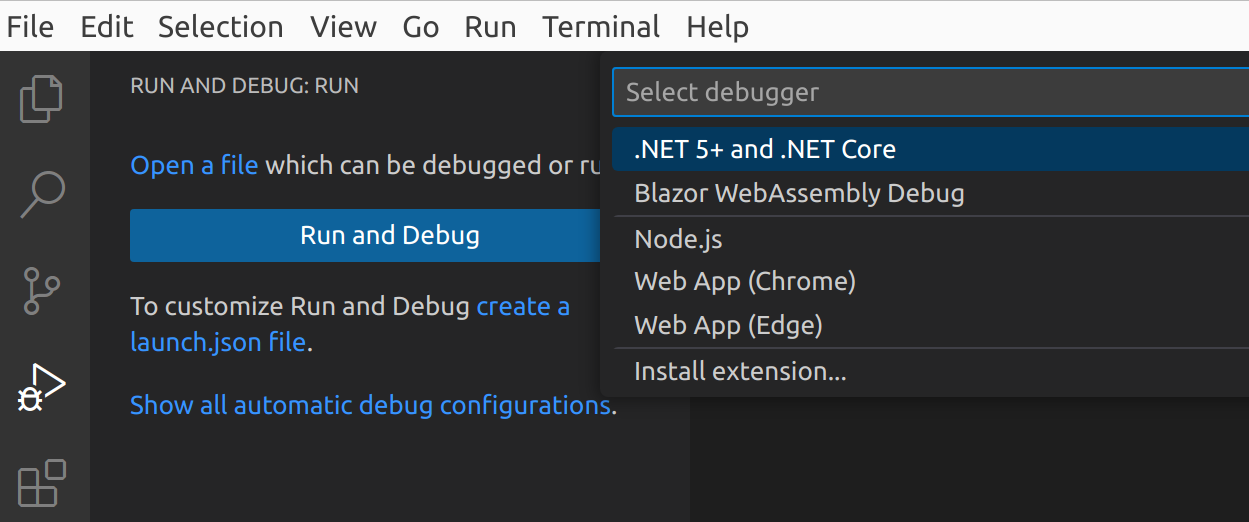 File Edit Selection View Go Run Terminal Help
RUN AND DEBUG: RUN
Open a file which can be debugged or ru
Run and Debug
To customize Run and Debug create a
launch.json file.
Show all automatic debug configurations.
Select debugger
.NET 5+ and .NET Core
Blazor WebAssembly Debug
Node.js
Web App (Chrome)
Web App (Edge)
Install extension...